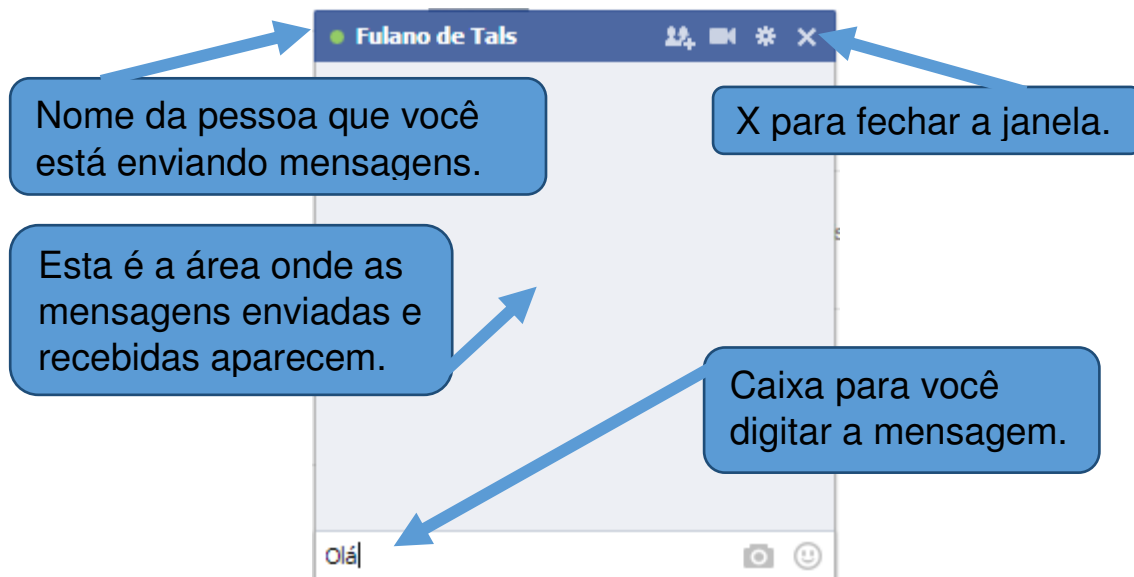 Fulano de Tals
Nome da pessoa que você
está enviando mensagens.
X para fechar a janela.
Esta é a área onde as
mensagens enviadas e
recebidas aparecem.
Caixa para você
digitar a mensagem.
Olá